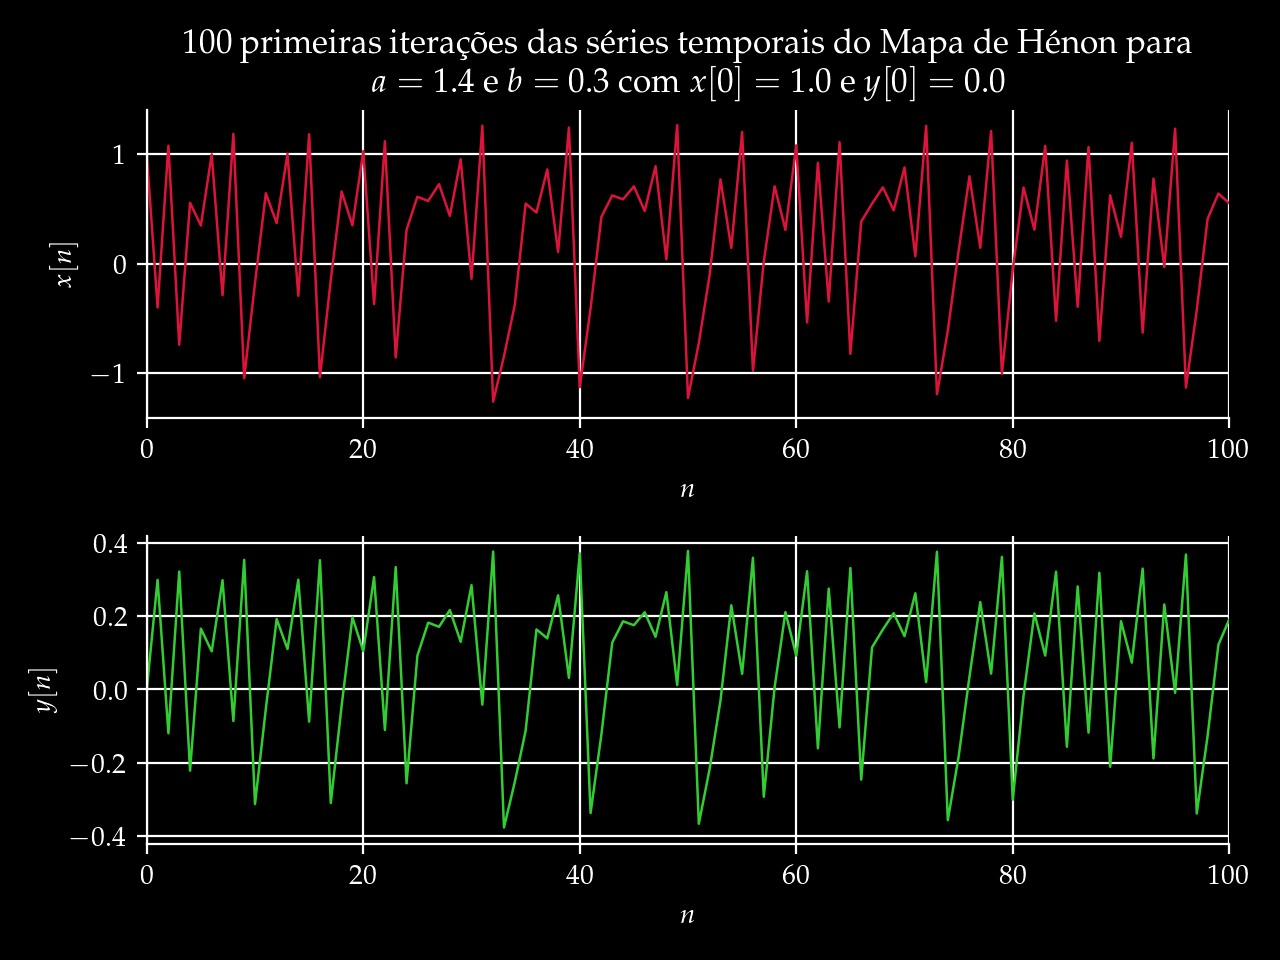 100 primeiras iterações das séries temporais do Mapa de Hénon para
a = 1.4 e b = 0.3 com x[0] = 1.0 e y[0] = 0.0
1
0
−1
x[n]
0 20 40 60 80 100
n
0.4
0.2
0.0
−0.2
−0.4
y[n]
0 20 40 60 80 100
n